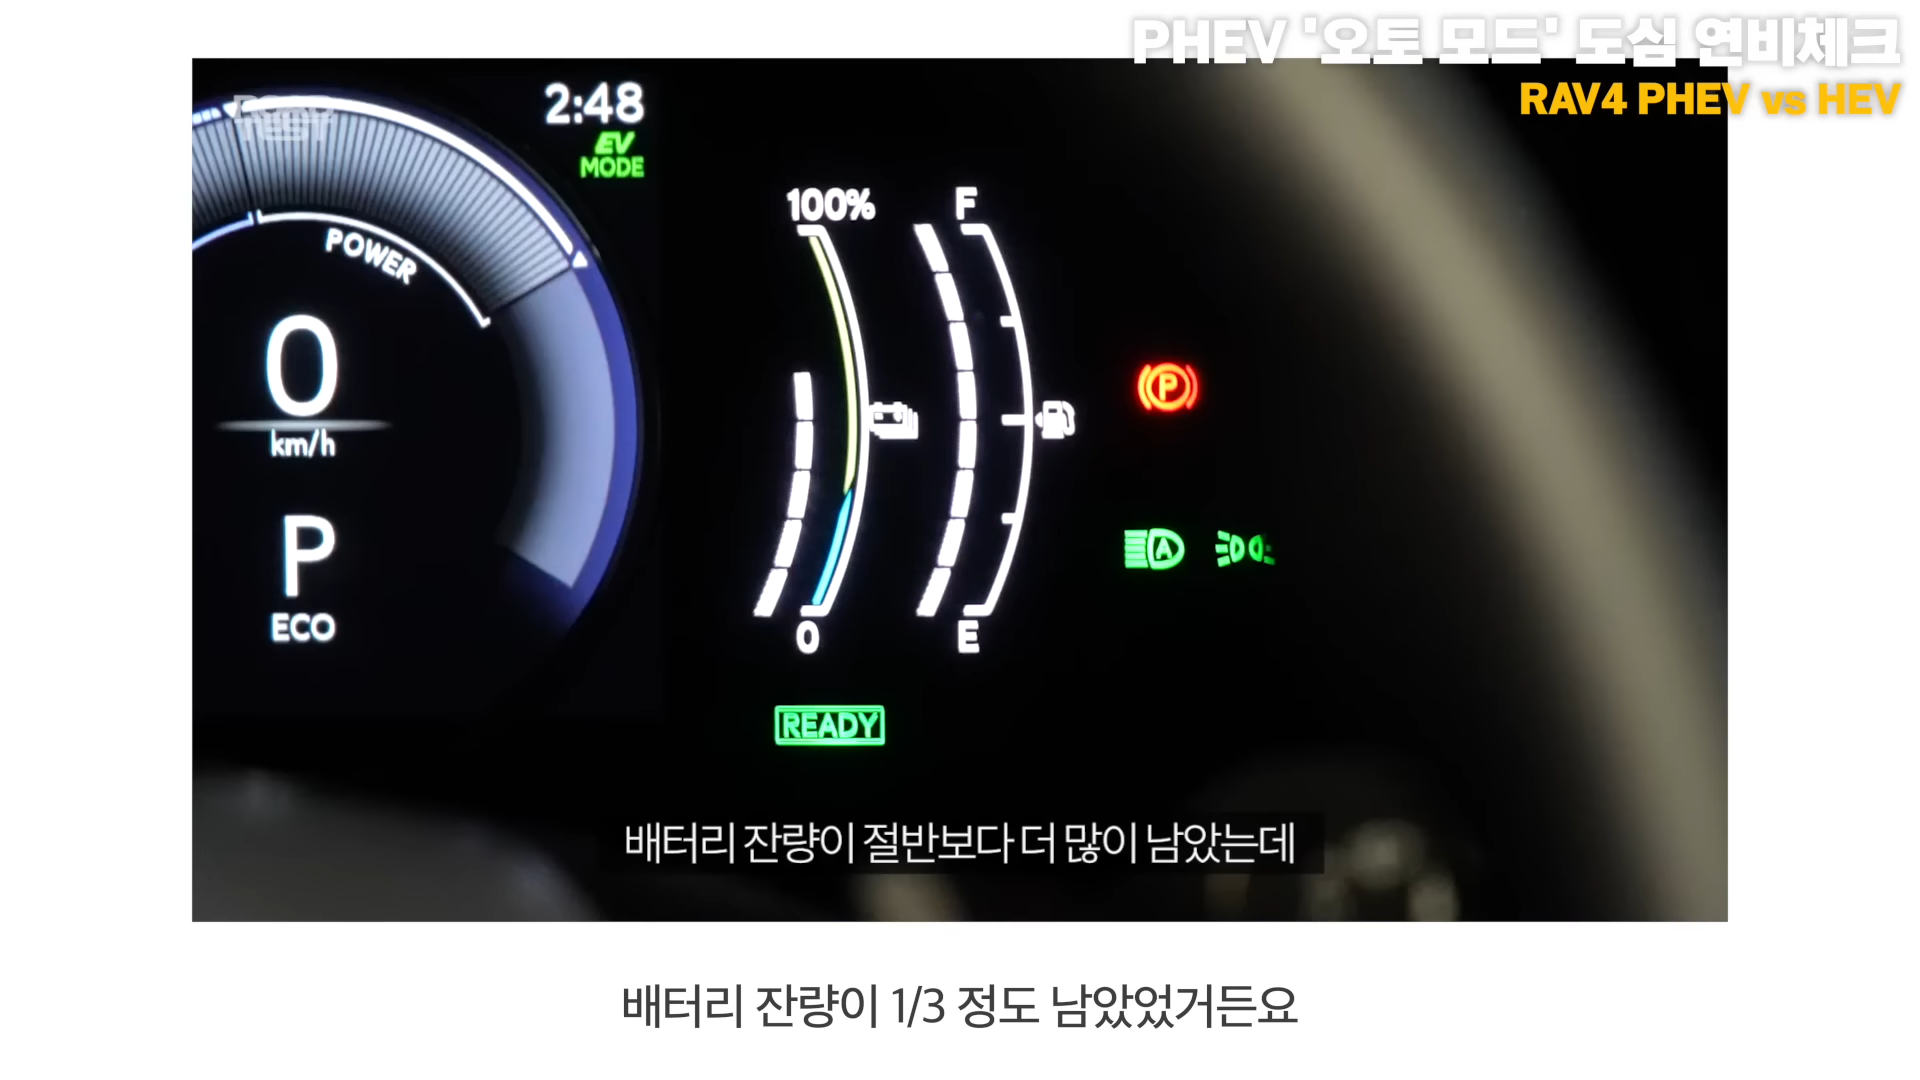 PHEV '오토 모드' 도심 연비체크
RAV4 PHEV vs HEV
ROAD
TEST
2:48
EV
MODE
100%
F
POWER
0
km/h
P
A
P
ECO
0
E
READY
배터리 잔량이 절반보다 더 많이 남았는데
배터리 잔량이 1/3 정도 남았었거든요